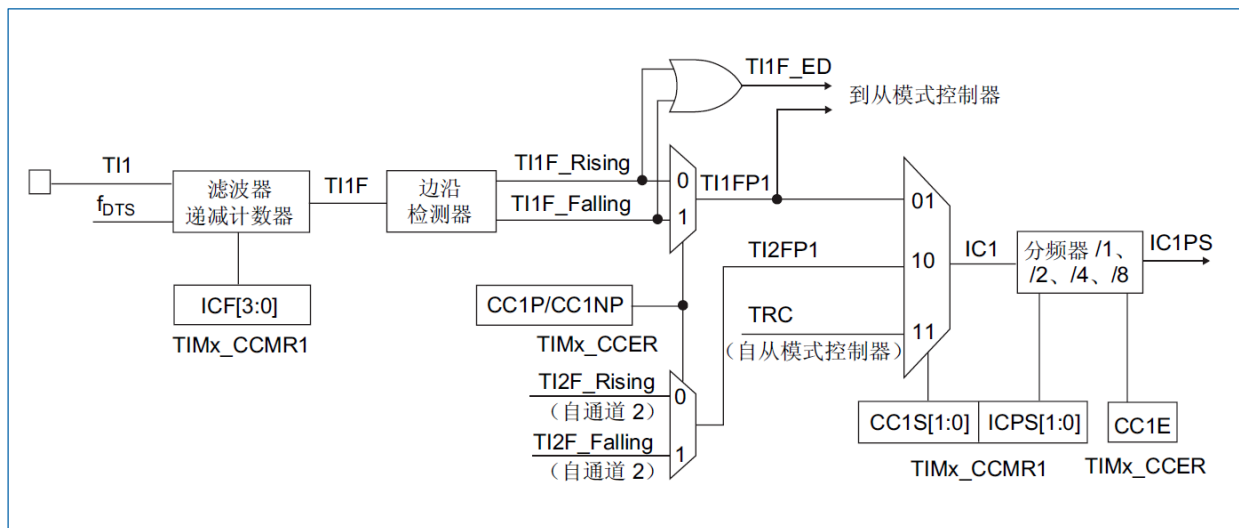 TI1F_ED
到从模式控制器
TI1
fDTS
滤波器
递减计数器
TI1F
边沿
检测器
TI1F_Rising
TI1F_Falling
0
1
TI1FP1
TI2FP1
TRC
（自从模式控制器）
01
10
11
IC1
分频器 /1、
/2、/4、/8
IC1PS
ICF[3:0]
TIMx_CCMR1
CC1P/CC1NP
TIMx_CCER
TI2F_Rising
（自通道 2）
TI2F_Falling
（自通道 2）
0
1
CC1S[1:0]
ICPS[1:0]
TIMx_CCMR1
CC1E
TIMx_CCER